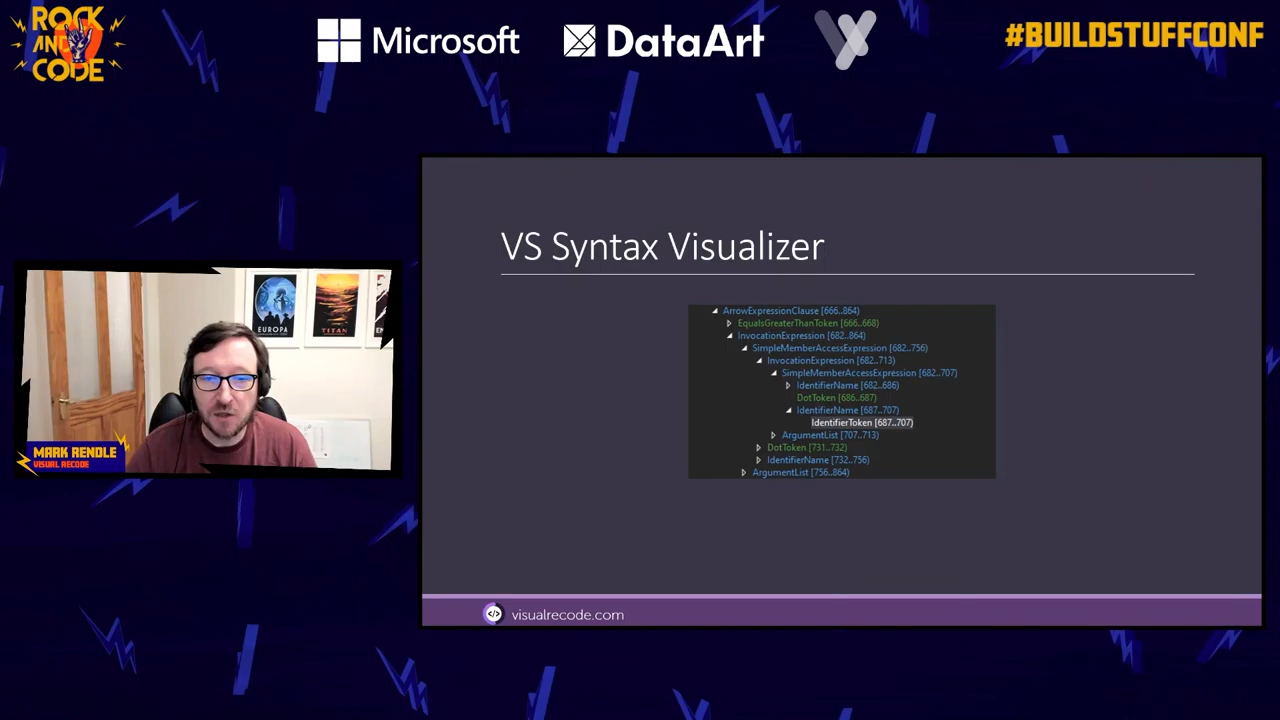 ROCK
AND
CODE
Microsoft
DataArt
#BUILDSTUFFCONF
VS Syntax Visualizer
ArrowExpressionClause [666..864)
EqualsGreaterThanToken [666..668)
InvocationExpression [682..864)
SimpleMemberAccessExpression [682..756)
InvocationExpression [682..713)
SimpleMemberAccessExpression [682..707)
IdentifierName [682..686)
DotToken [686..687)
IdentifierName [687..707)
IdentifierToken [687..707)
ArgumentList [707..713)
DotToken [731..732)
IdentifierName [732..756)
ArgumentList [756..864)
EUROPA
TITAN
MARK RENDLE
VISUAL RECODE
</> visualrecode.com